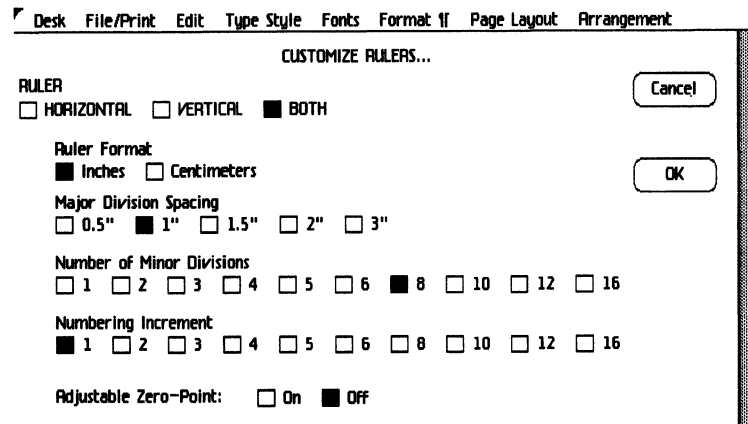 Desk File/Print Edit Type Style Fonts Format ¶ Page Layout Arrangement
CUSTOMIZE RULERS...
RULER
HORIZONTAL VERTICAL BOTH
Cancel
Ruler Format
Inches Centimeters
OK
Major Division Spacing
0.5" 1" 1.5" 2" 3"
Number of Minor Divisions
1 2 3 4 5 6 8 10 12 16
Numbering Increment
1 2 3 4 5 6 8 10 12 16
Adjustable Zero-Point: On Off